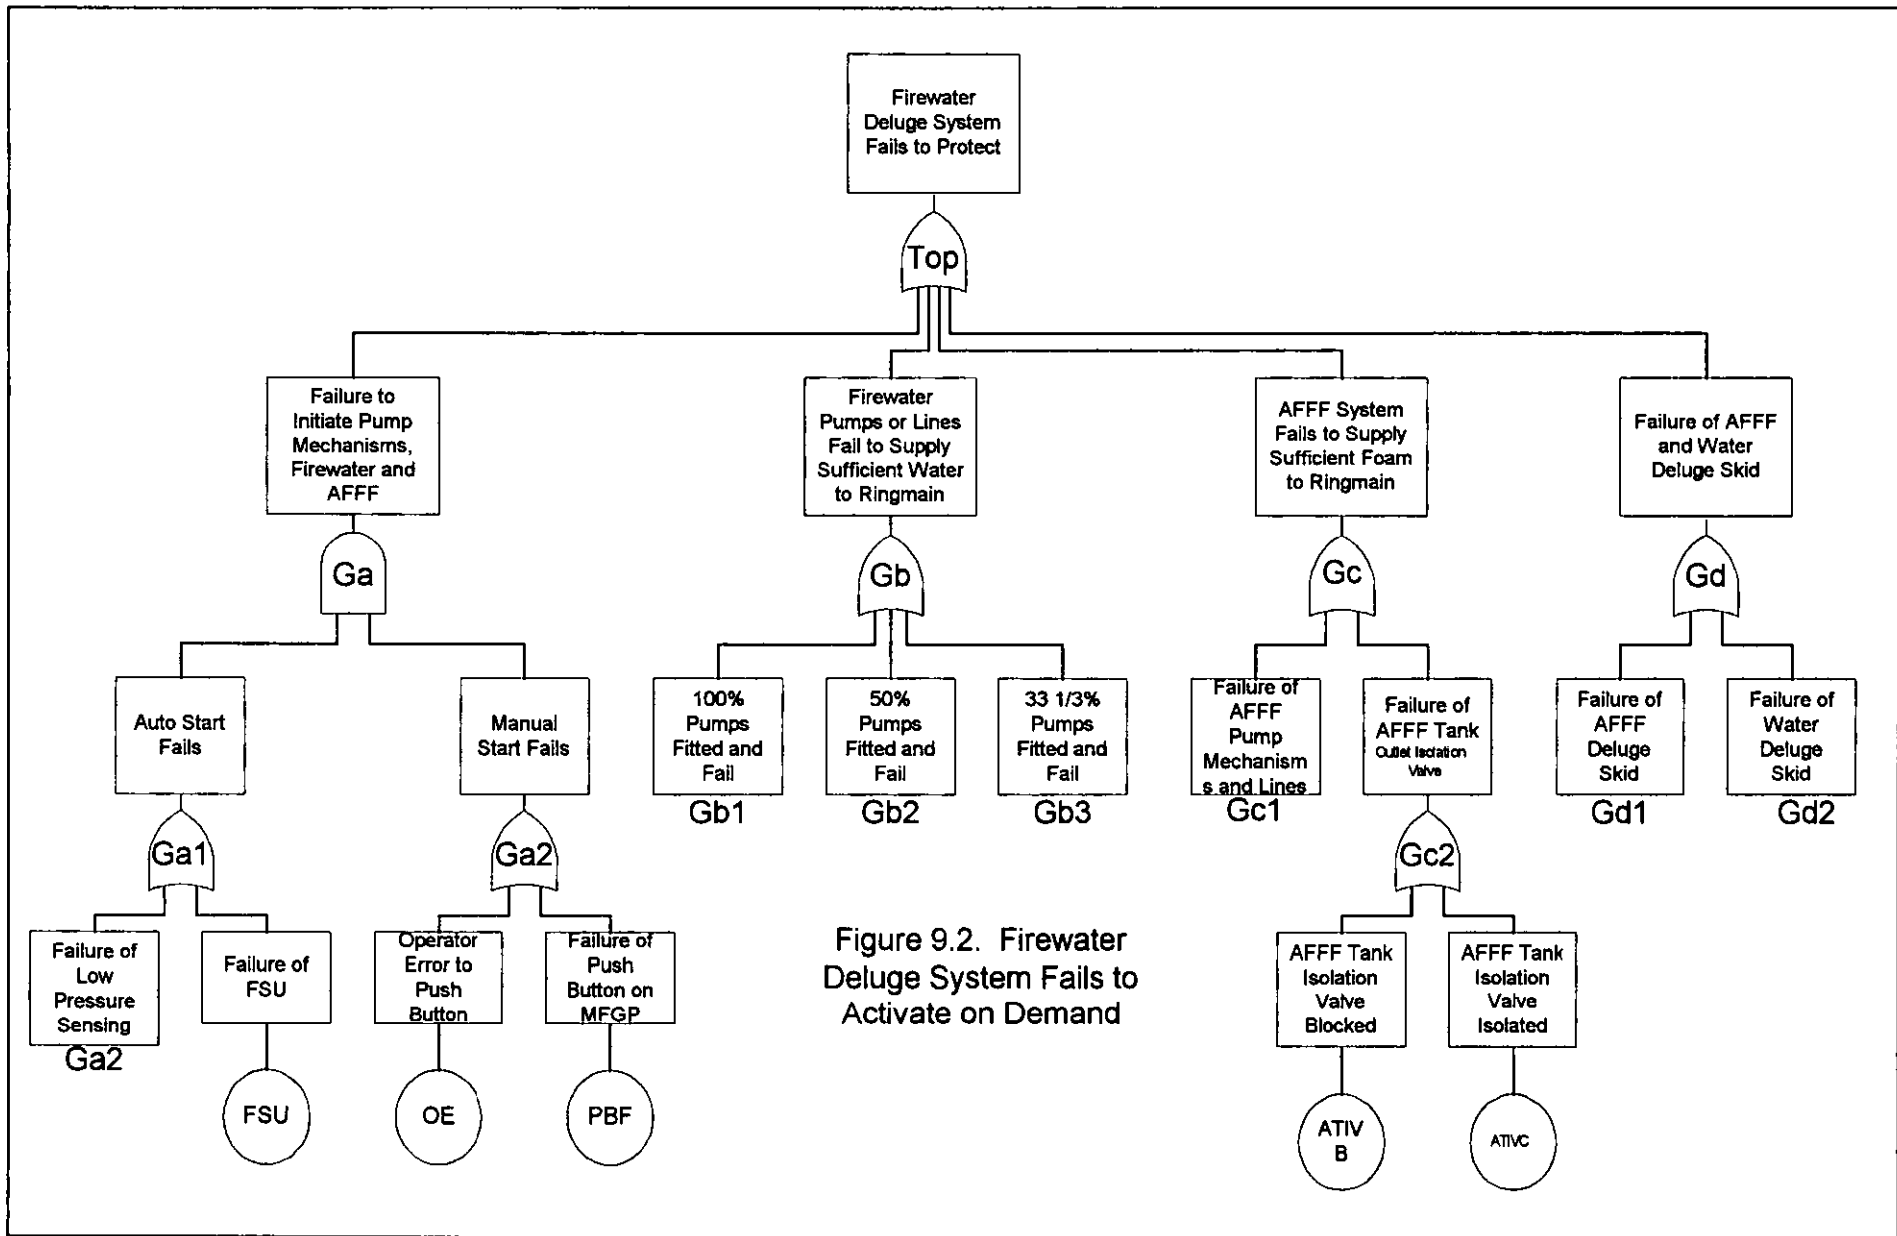 Firewater
Deluge System
Fails to Protect
Top
Failure to
Initiate Pump
Mechanisms,
Firewater and
AFFF
Firewater
Pumps or Lines
Fail to Supply
Sufficient Water
to Ringmain
AFFF System
Fails to Supply
Sufficient Foam
to Ringmain
Failure of AFFF
and Water
Deluge Skid
Ga
Gb
Gc
Gd
Auto Start
Fails
Manual
Start Fails
100%
Pumps
Fitted and
Fail
Gb1
50%
Pumps
Fitted and
Fail
Gb2
33 1/3%
Pumps
Fitted and
Fail
Gb3
Failure of
AFFF
Pump
Mechanism
s and Lines
Gc1
Failure of
AFFF Tank
Outlet Isolation
Valve
Failure of
AFFF
Deluge
Skid
Gd1
Failure of
Water
Deluge
Skid
Gd2
Ga1
Ga2
Gc2
Failure of
Low
Pressure
Sensing
Ga2
Failure of
FSU
Operator
Error to
Push
Button
Failure of
Push
Button on
MFGP
AFFF Tank
Isolation
Valve
Blocked
AFFF Tank
Isolation
Valve
Isolated
FSU
OE
PBF
ATIV
B
ATIVC
Figure 9.2. Firewater
Deluge System Fails to
Activate on Demand